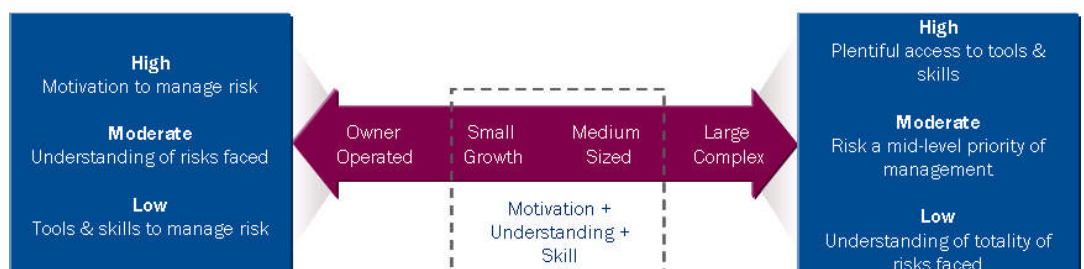 High
Motivation to manage risk
Moderate
Understanding of risks faced
Low
Tools & skills to manage risk
Owner
Operated
Small
Growth
Medium
Sized
Large
Complex
Motivation +
Understanding +
Skill
High
Plentiful access to tools &
skills
Moderate
Risk a mid-level priority of
management
Low
Understanding of totality of
risks faced